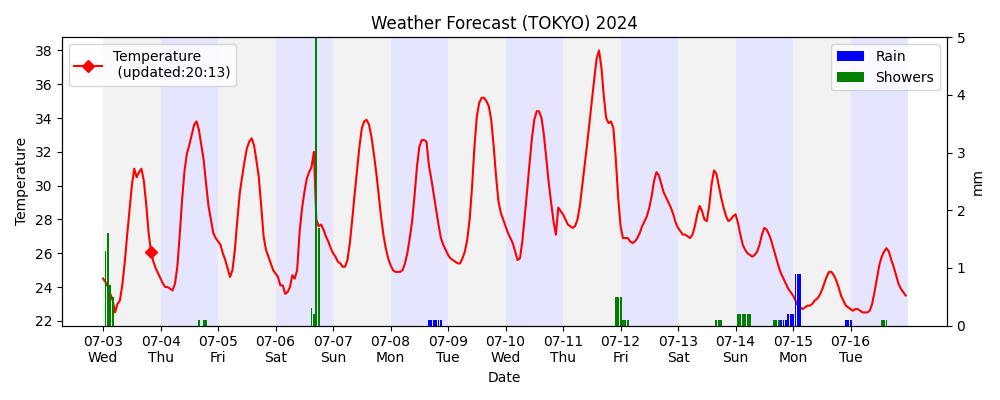 Weather Forecast (TOKYO) 2024
Temperature
(updated:20:13)
Rain
Showers
38
36
34
32
30
28
26
24
22
Temperature
5
4
3
2
1
0
mm
07-03 07-04 07-05 07-06 07-07 07-08 07-09 07-10 07-11 07-12 07-13 07-14 07-15 07-16
Wed Thu Fri Sat Sun Mon Tue Wed Thu Fri Sat Sun Mon Tue
Date